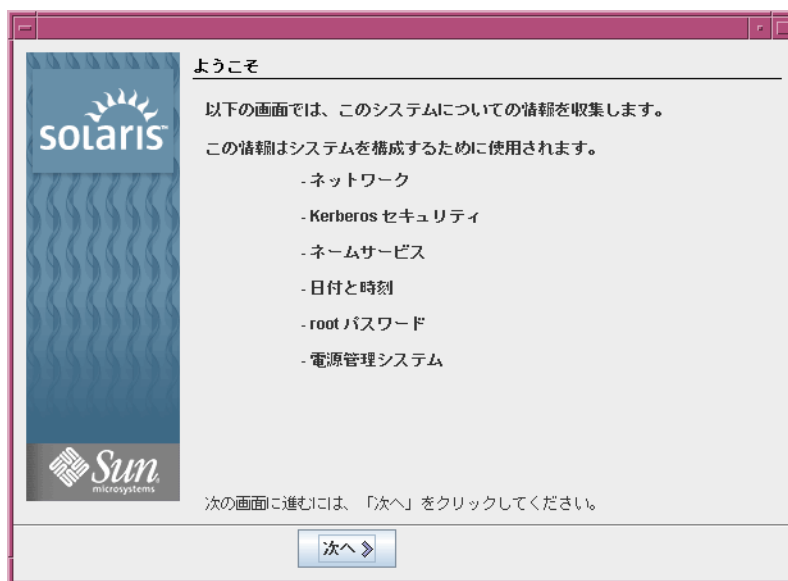 ようこそ
solaris™
以下の画面では、このシステムについての情報を収集します。
この情報はシステムを構成するために使用されます。
- ネットワーク
- Kerberos セキュリティ
- ネームサービス
- 日付と時刻
- root パスワード
- 電源管理システム
Sun
microsystems
次の画面に進むには、「次へ」をクリックしてください。
次へ